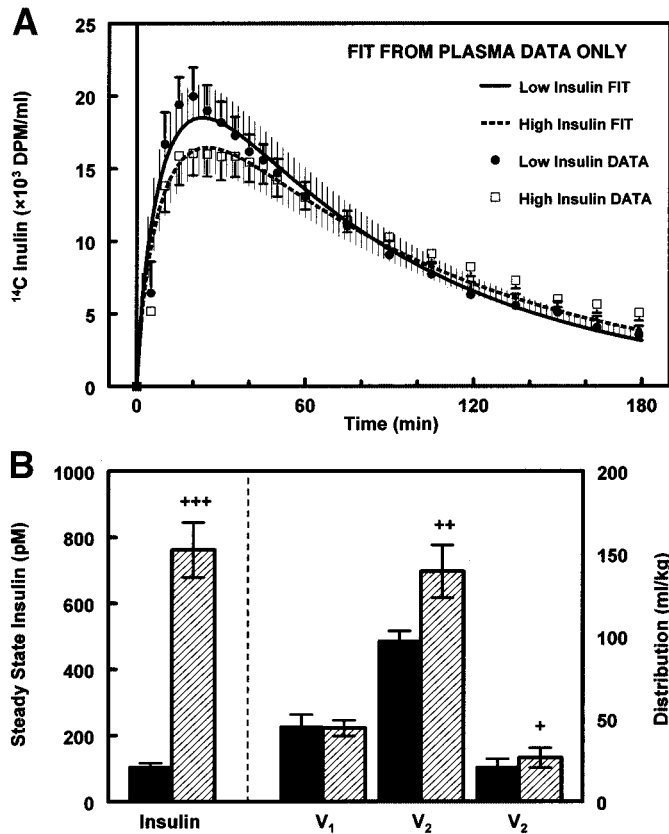 A
FIT FROM PLASMA DATA ONLY
Low Insulin FIT
High Insulin FIT
Low Insulin DATA
High Insulin DATA
¹⁴C Inulin (×10³ DPM/ml)
25
20
15
10
5
0
0 60 120 180
Time (min)
B
Steady State Insulin (pM)
1000
800
600
400
200
0
+++
++
+
200
150
100
50
0
Distribution (ml/kg)
Insulin V₁ V₂ V₂